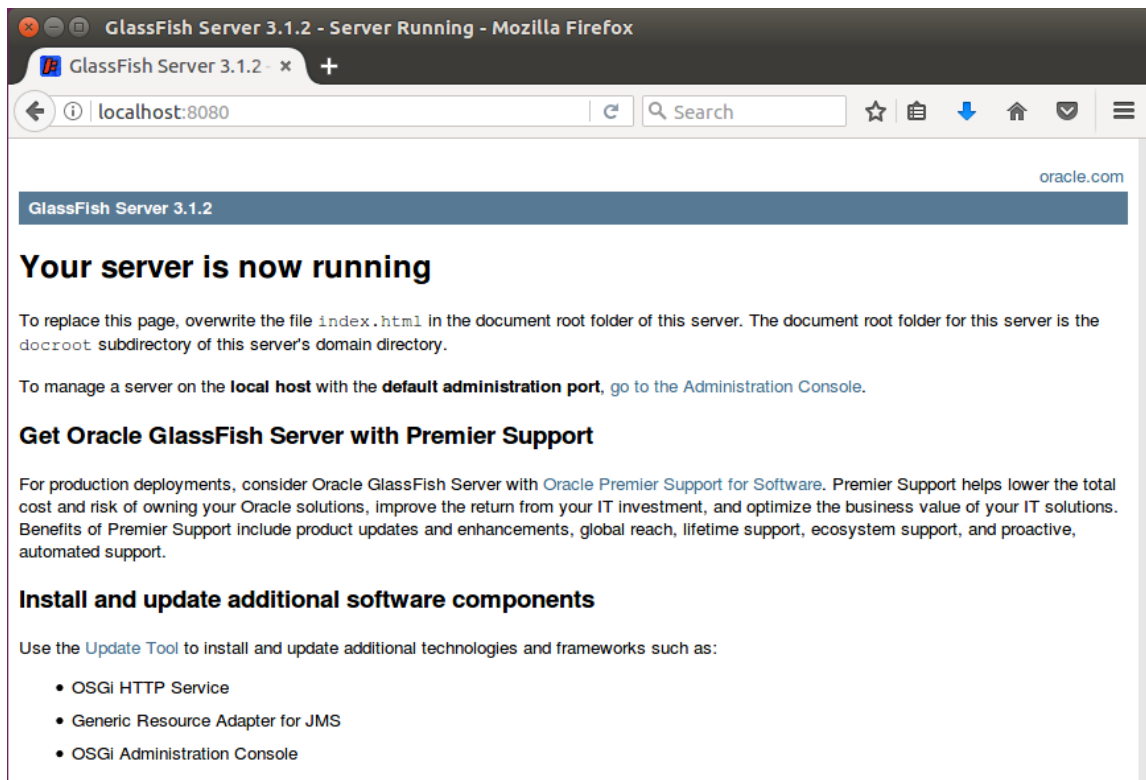 GlassFish Server 3.1.2 - Server Running - Mozilla Firefox
GlassFish Server 3.1.2 -
localhost:8080
Search
oracle.com
GlassFish Server 3.1.2
Your server is now running
To replace this page, overwrite the file index.html in the document root folder of this server. The document root folder for this server is the
docroot subdirectory of this server's domain directory.
To manage a server on the local host with the default administration port, go to the Administration Console.
Get Oracle GlassFish Server with Premier Support
For production deployments, consider Oracle GlassFish Server with Oracle Premier Support for Software. Premier Support helps lower the total
cost and risk of owning your Oracle solutions, improve the return from your IT investment, and optimize the business value of your IT solutions.
Benefits of Premier Support include product updates and enhancements, global reach, lifetime support, ecosystem support, and proactive,
automated support.
Install and update additional software components
Use the Update Tool to install and update additional technologies and frameworks such as:
• OSGi HTTP Service
• Generic Resource Adapter for JMS
• OSGi Administration Console